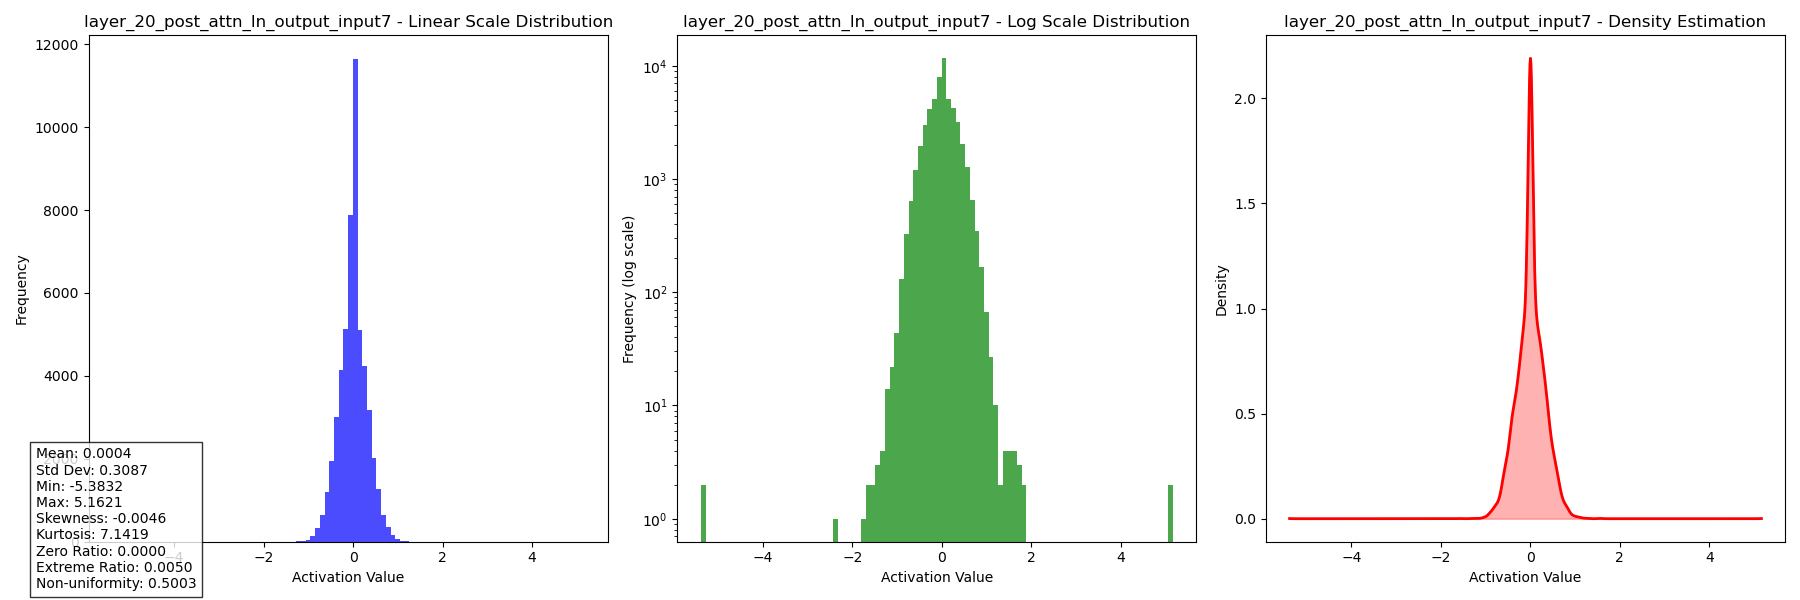 layer_20_post_attn_ln_output_input7 - Linear Scale Distribution
12000
10000
8000
6000
4000
2000
0
Frequency
−4
−2
0
2
4
Activation Value
Mean: 0.0004
Std Dev: 0.3087
Min: -5.3832
Max: 5.1621
Skewness: -0.0046
Kurtosis: 7.1419
Zero Ratio: 0.0000
Extreme Ratio: 0.0050
Non-uniformity: 0.5003
layer_20_post_attn_ln_output_input7 - Log Scale Distribution
10^4
10^3
10^2
10^1
10^0
Frequency (log scale)
−4
−2
0
2
4
Activation Value
layer_20_post_attn_ln_output_input7 - Density Estimation
2.0
1.5
1.0
0.5
0.0
Density
−4
−2
0
2
4
Activation Value